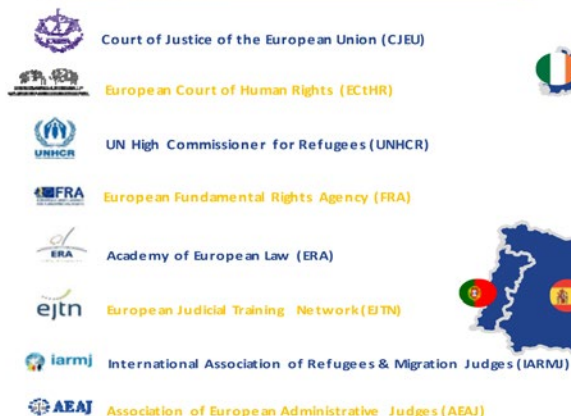 Court of Justice of the European Union (CJEU)
European Court of Human Rights (ECtHR)
UNHCR
UN High Commissioner for Refugees (UNHCR)
FRA
European Fundamental Rights Agency (FRA)
ERA
Academy of European Law (ERA)
ejtn
European Judicial Training Network (EJTN)
iarmj
International Association of Refugees & Migration Judges (IARMJ)
AEAJ
Association of European Administrative Judges (AEAJ)